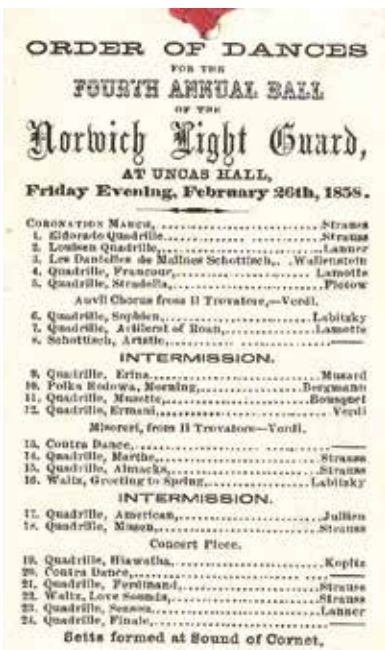 ORDER OF DANCES
FOR THE
FOURTH ANNUAL BALL
OF THE
Norwich Light Guard,
AT UNCAS HALL,
Friday Evening, February 26th, 1858.
CORONATION MARCH, Strauss
1. Eldorado Quadrille, Strauss
2. Louisen Quadrille, Lanner
3. Les Dantelles de Malines Schottisch, Wallenstein
4. Quadrille, Francour, Lamotte
5. Quadrille, Stradella, Flotow
Anvil Chorus from Il Trovatore,—Verdi.
6. Quadrille, Sophien, Labitzky
7. Quadrille, Artilerst of Roan, Lamotte
8. Schottisch, Artistic,
INTERMISSION.
9. Quadrille, Erina, Musard
10. Polka Redowa, Morning, Bergmann
11. Quadrille, Musette, Bousquet
12. Quadrille, Ermani, Verdi
Misereri, from Il Trovatore—Verdi.
13. Contra Dance,
14. Quadrille, Marthe, Strauss
15. Quadrille, Almacks, Strauss
16. Waltz, Greeting to Spring, Labitzky
INTERMISSION.
17. Quadrille, American, Jullien
18. Quadrille, Musen, Strauss
Concert Piece.
19. Quadrille, Hiawatha, Kopitz
20. Contra Dance,
21. Quadrille, Ferdinand, Strauss
22. Waltz, Love Sounds, Strauss
23. Quadrille, Lanner
24. Quadrille, Finale,
Setts formed at Sound of Cornet.